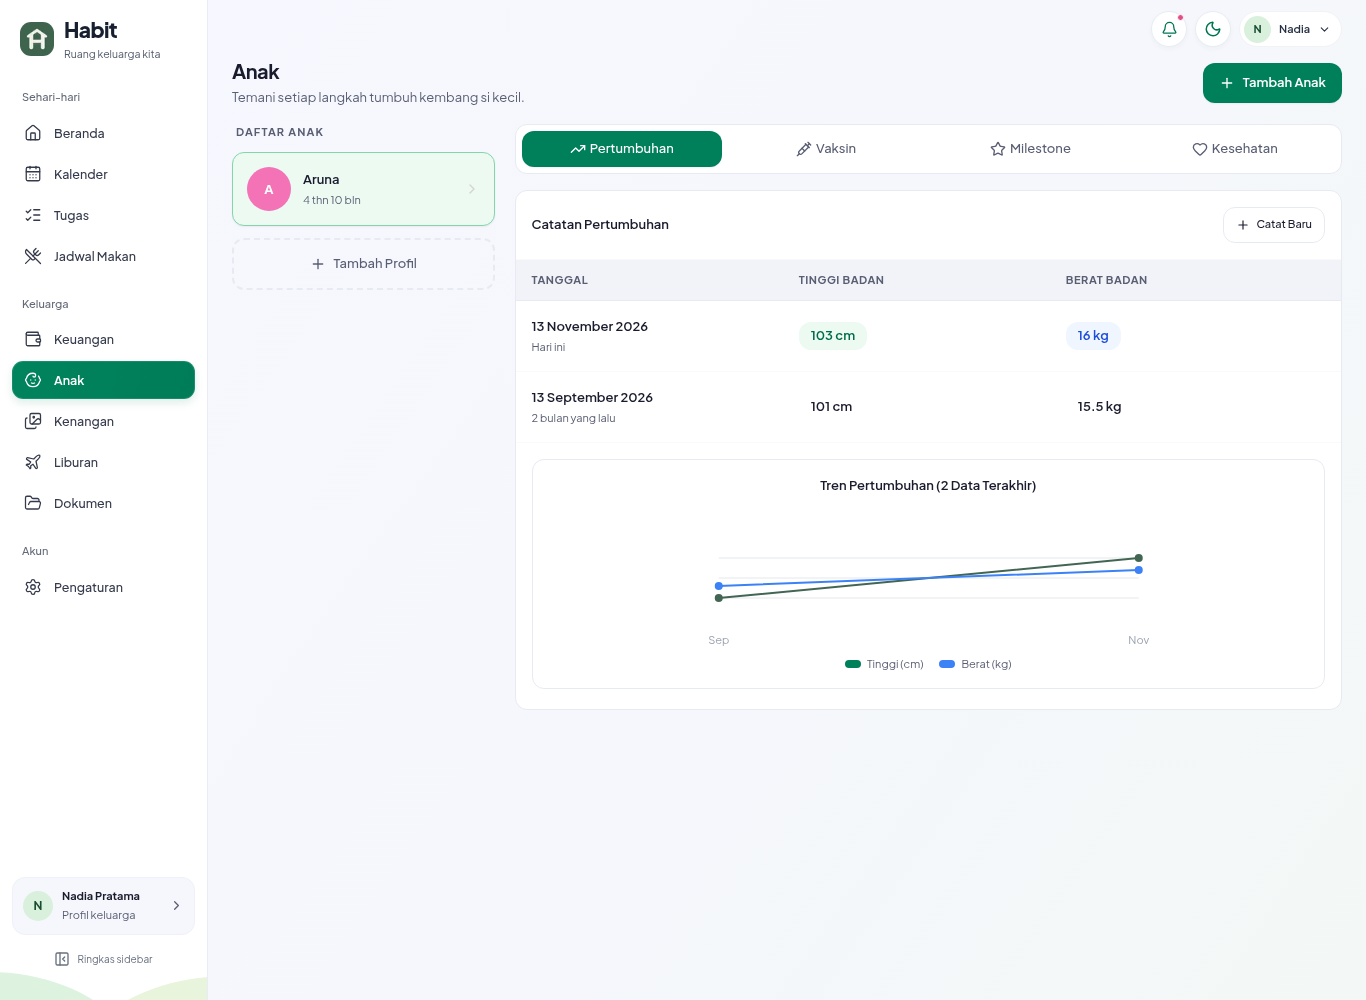 Habit
Ruang keluarga kita
Sehari-hari
Beranda
Kalender
Tugas
Jadwal Makan
Keluarga
Keuangan
Anak
Kenangan
Liburan
Dokumen
Akun
Pengaturan
N
Nadia Pratama
Profil keluarga
Ringkas sidebar
N
Nadia
Anak
Temani setiap langkah tumbuh kembang si kecil.
Tambah Anak
DAFTAR ANAK
A
Aruna
4 thn 10 bln
Tambah Profil
Pertumbuhan
Vaksin
Milestone
Kesehatan
Catatan Pertumbuhan
Catat Baru
TANGGAL
TINGGI BADAN
BERAT BADAN
13 November 2026
Hari ini
103 cm
16 kg
13 September 2026
2 bulan yang lalu
101 cm
15.5 kg
Tren Pertumbuhan (2 Data Terakhir)
Sep
Nov
Tinggi (cm)
Berat (kg)